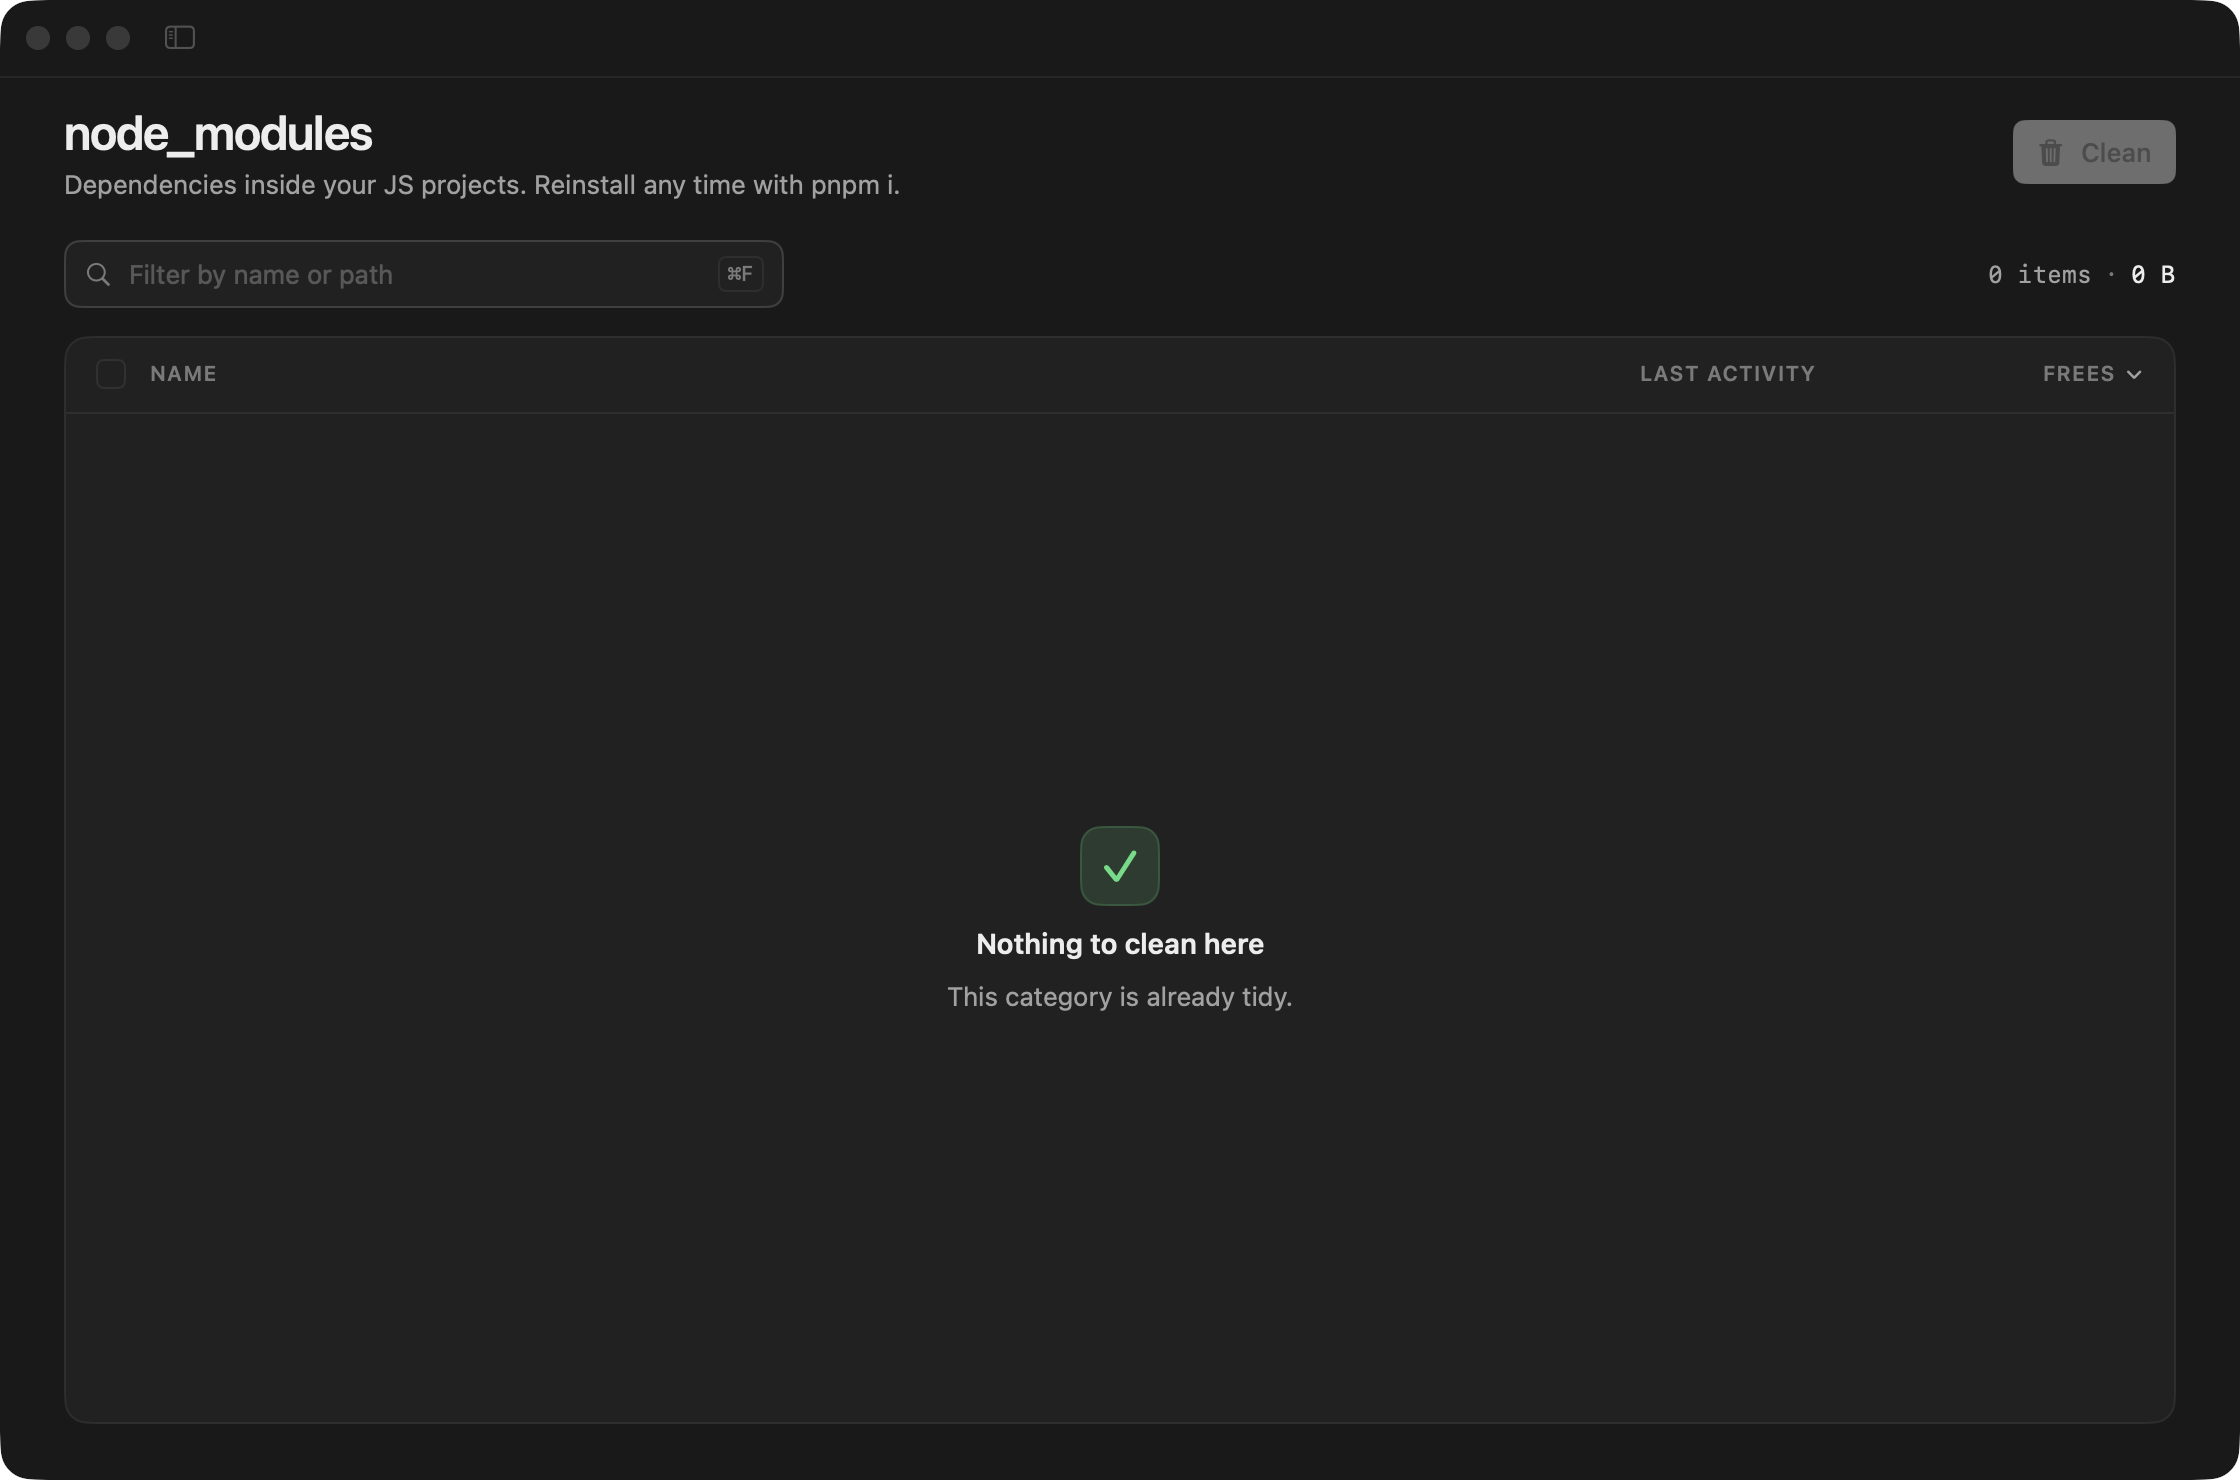 node_modules
Clean
Dependencies inside your JS projects. Reinstall any time with pnpm i.
Filter by name or path ⌘F
0 items · 0 B
NAME LAST ACTIVITY FREES
Nothing to clean here
This category is already tidy.